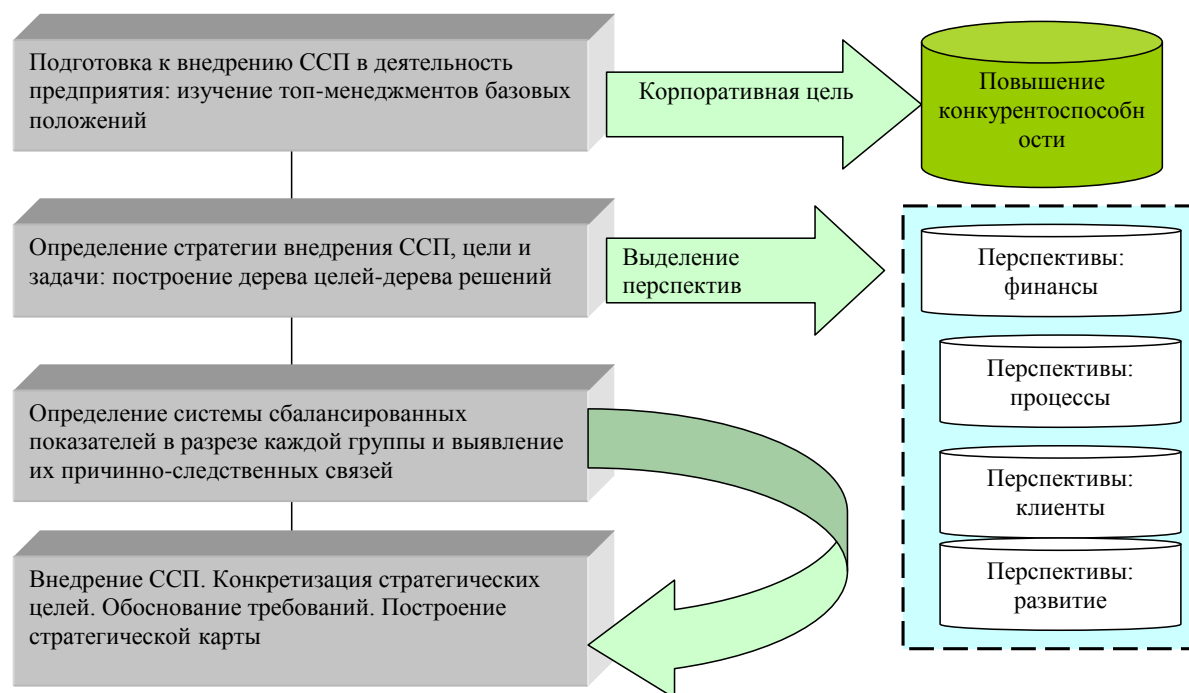 Подготовка к внедрению ССП в деятельность
предприятия: изучение топ-менеджментов базовых
положений
Корпоративная цель
Повышение
конкурентоспособн
ости
Определение стратегии внедрения ССП, цели и
задачи: построение дерева целей-дерева решений
Выделение
перспектив
Перспективы:
финансы
Перспективы:
процессы
Определение системы сбалансированных
показателей в разрезе каждой группы и выявление
их причинно-следственных связей
Перспективы:
клиенты
Внедрение ССП. Конкретизация стратегических
целей. Обоснование требований. Построение
стратегической карты
Перспективы:
развитие